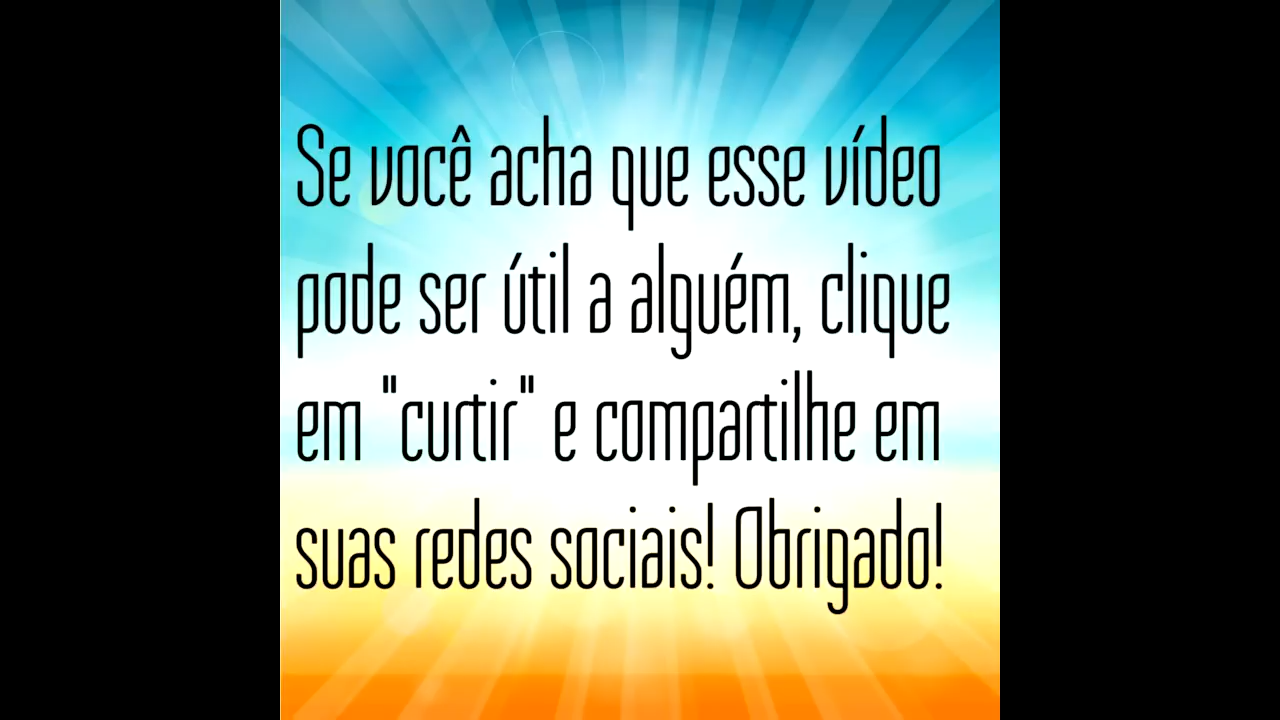 Se você acha que esse vídeo
pode ser útil a alguém, clique
em "curtir" e compartilhe em
suas redes sociais! Obrigado!